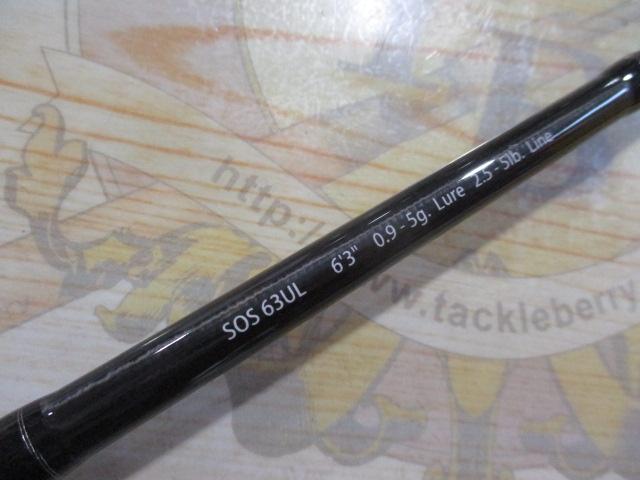 SOS 63UL 6'3" 0.9 - 5g. Lure 2.5 - 5lb. Line
http:/
www.tackleberry